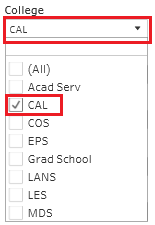 College
CAL
(All)
Acad Serv
CAL
COS
EPS
Grad School
LANS
LES
MDS